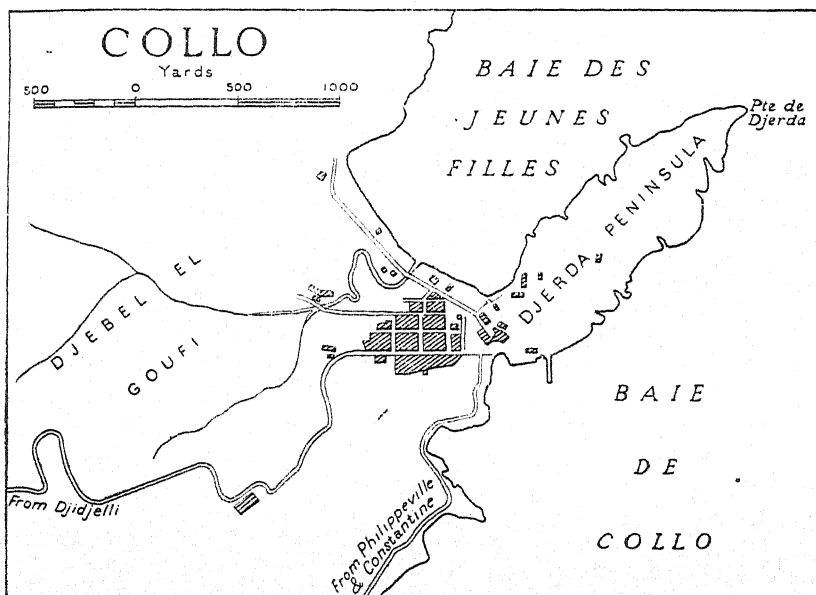 COLLO
Yards
500 0 500 1000
BAIE DES
JEUNES
FILLES
Pte de
Djerda
DJERDA PENINSULA
DJEBEL EL
GOUFI
BAIE
DE
COLLO
From Djidjelli
From Philippeville
& Constantine